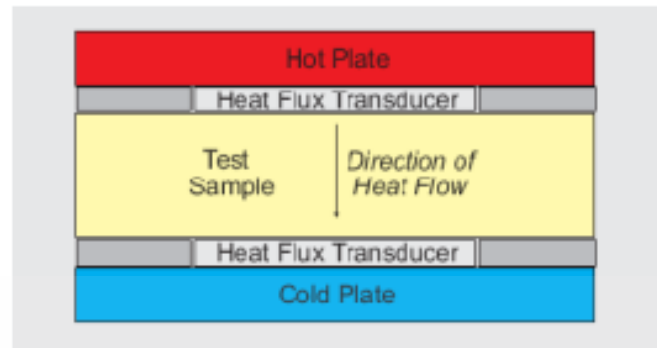 Hot Plate
Heat Flux Transducer
Test
Sample
Direction of
Heat Flow
Heat Flux Transducer
Cold Plate